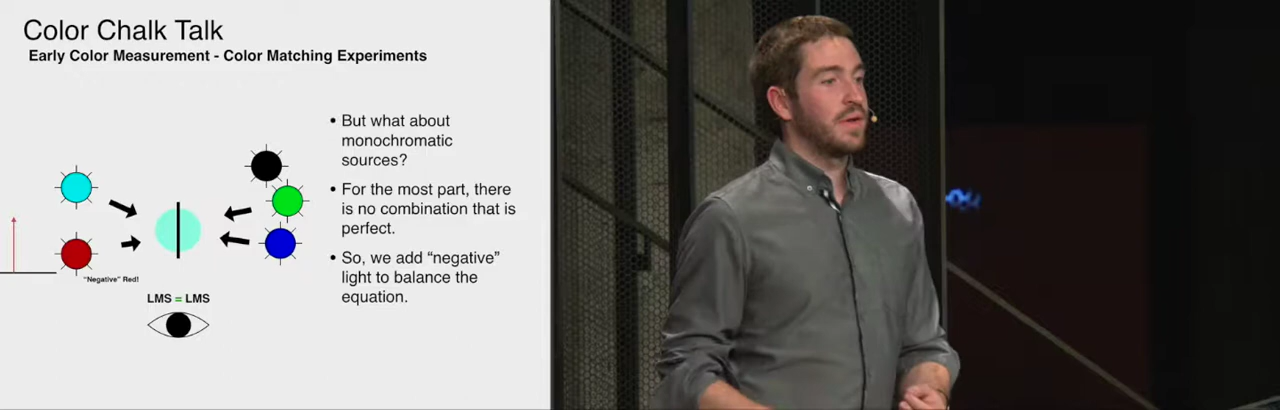 Color Chalk Talk
Early Color Measurement - Color Matching Experiments
• But what about
monochromatic
sources?
• For the most part, there
is no combination that is
perfect.
• So, we add “negative”
light to balance the
equation.
“Negative” Red!
LMS = LMS